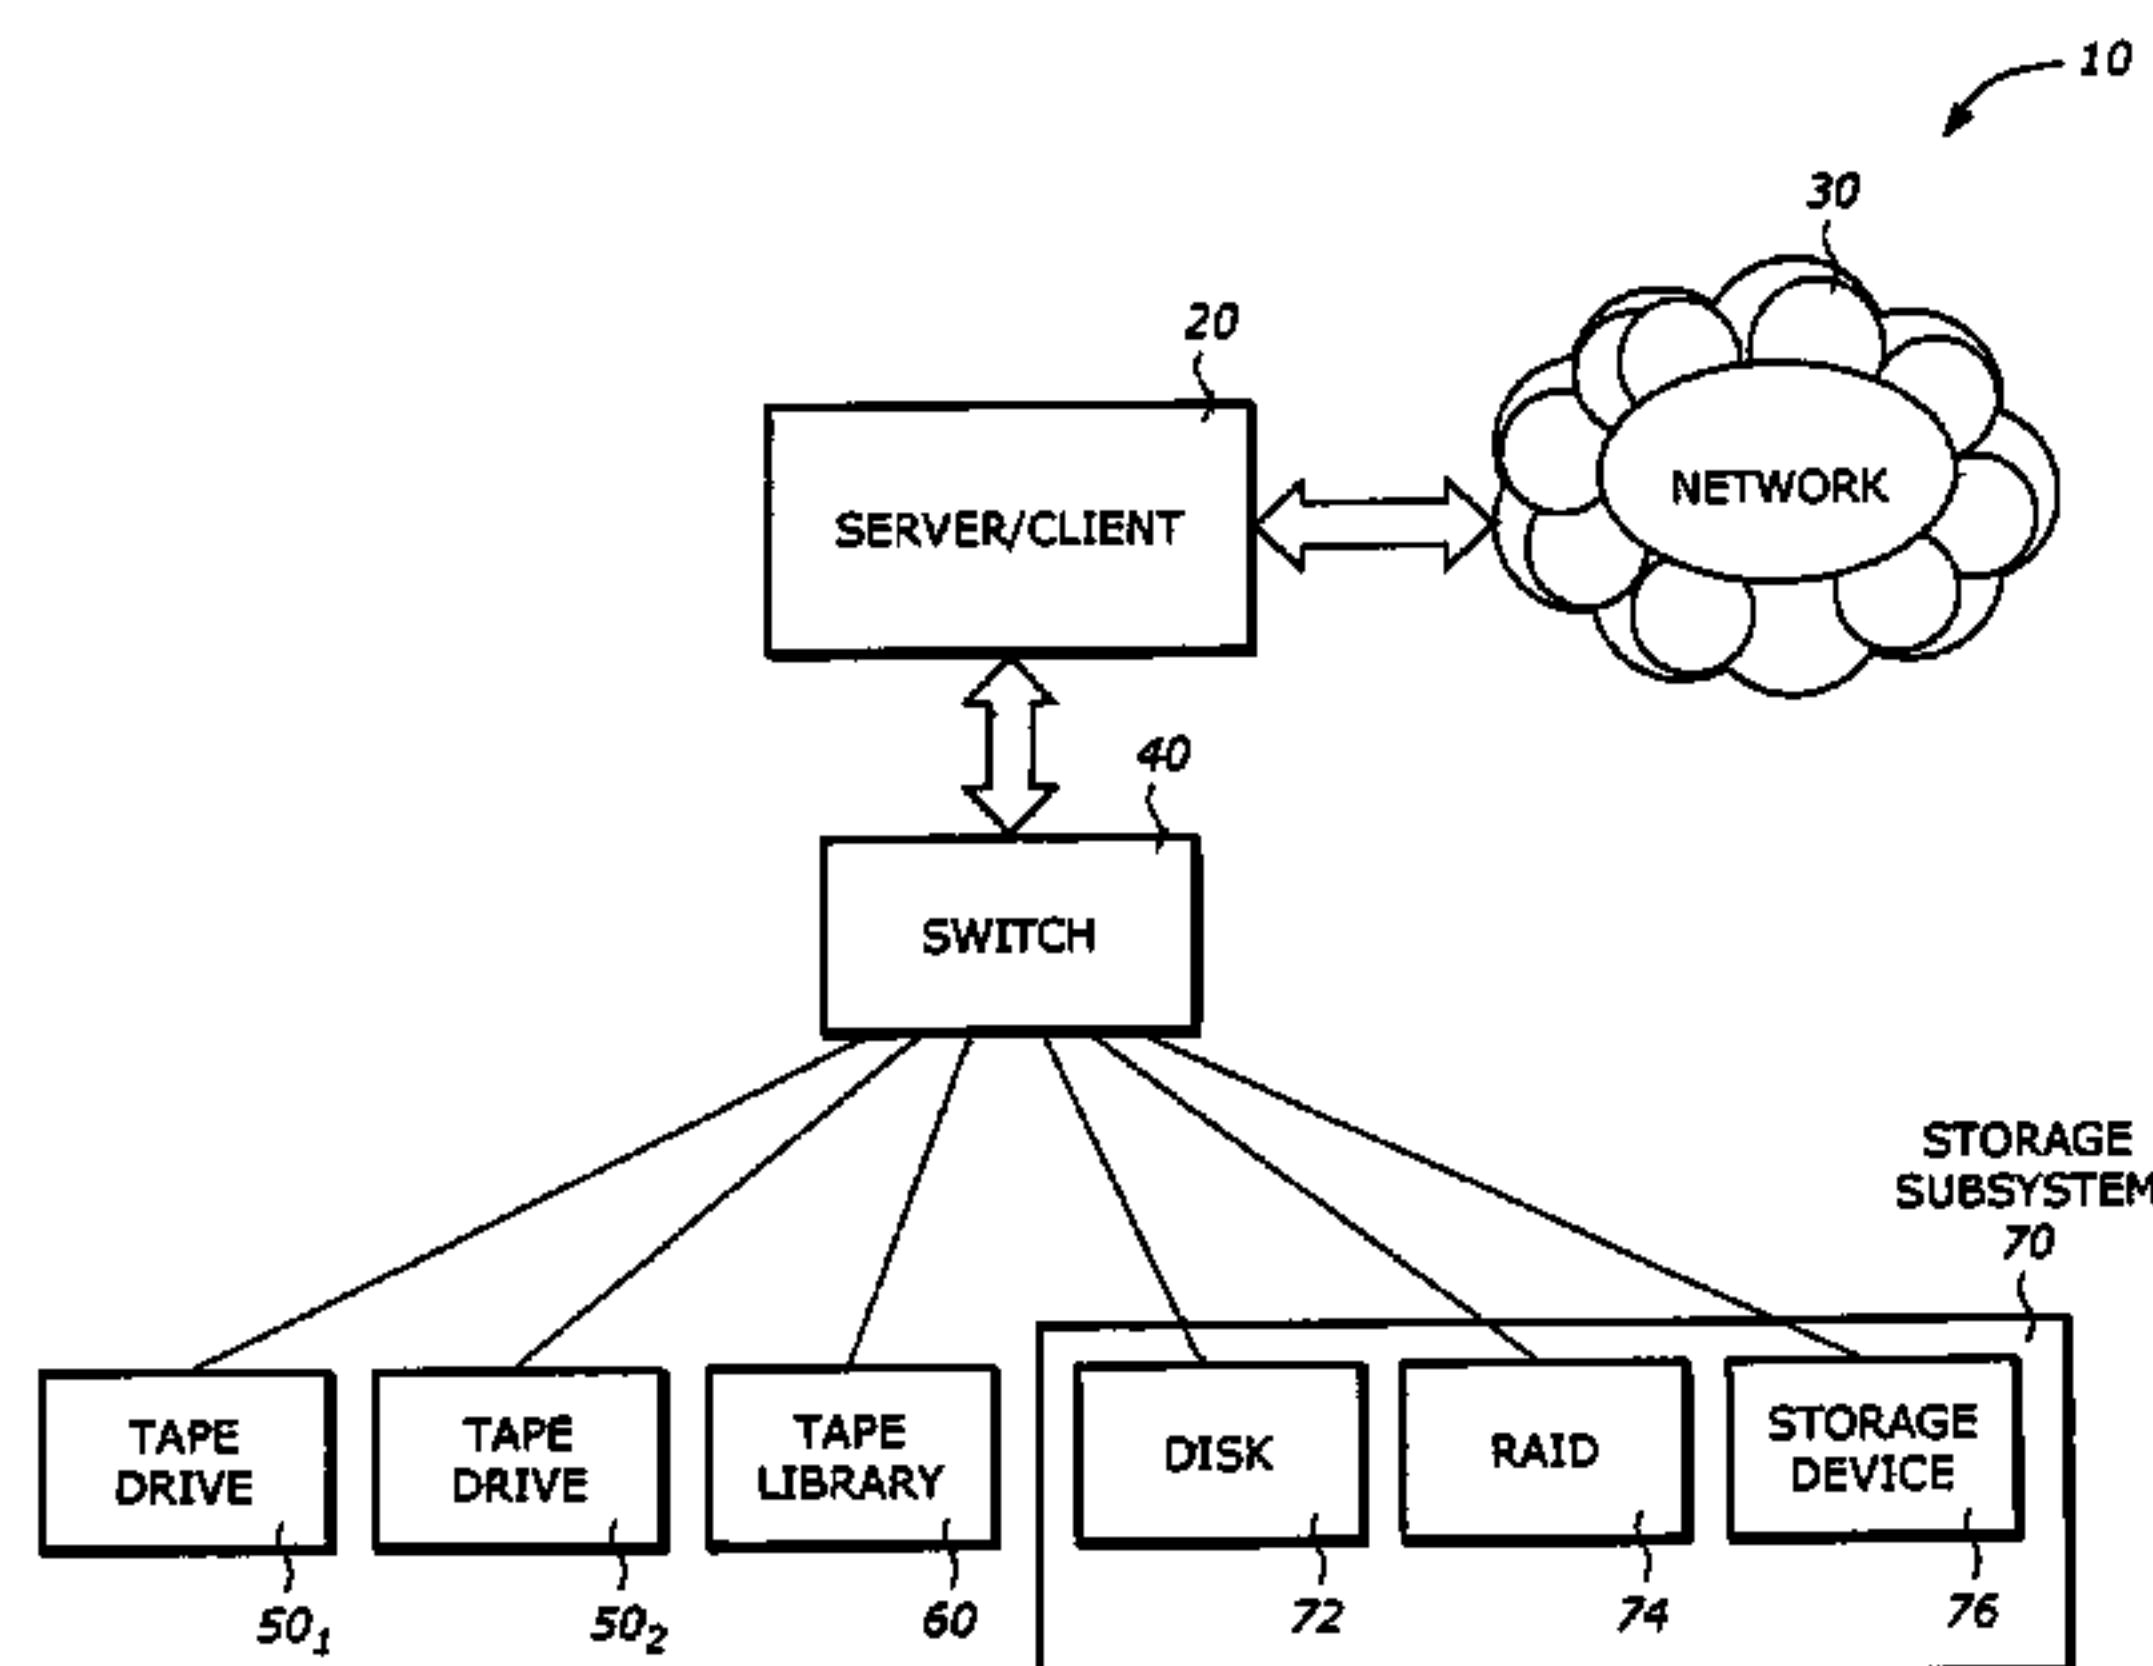 10
30
20
NETWORK
SERVER/CLIENT
40
SWITCH
STORAGE
SUBSYSTEM
70
TAPE
DRIVE
TAPE
DRIVE
TAPE
LIBRARY
DISK
RAID
STORAGE
DEVICE
50₁
50₂
60
72
74
76